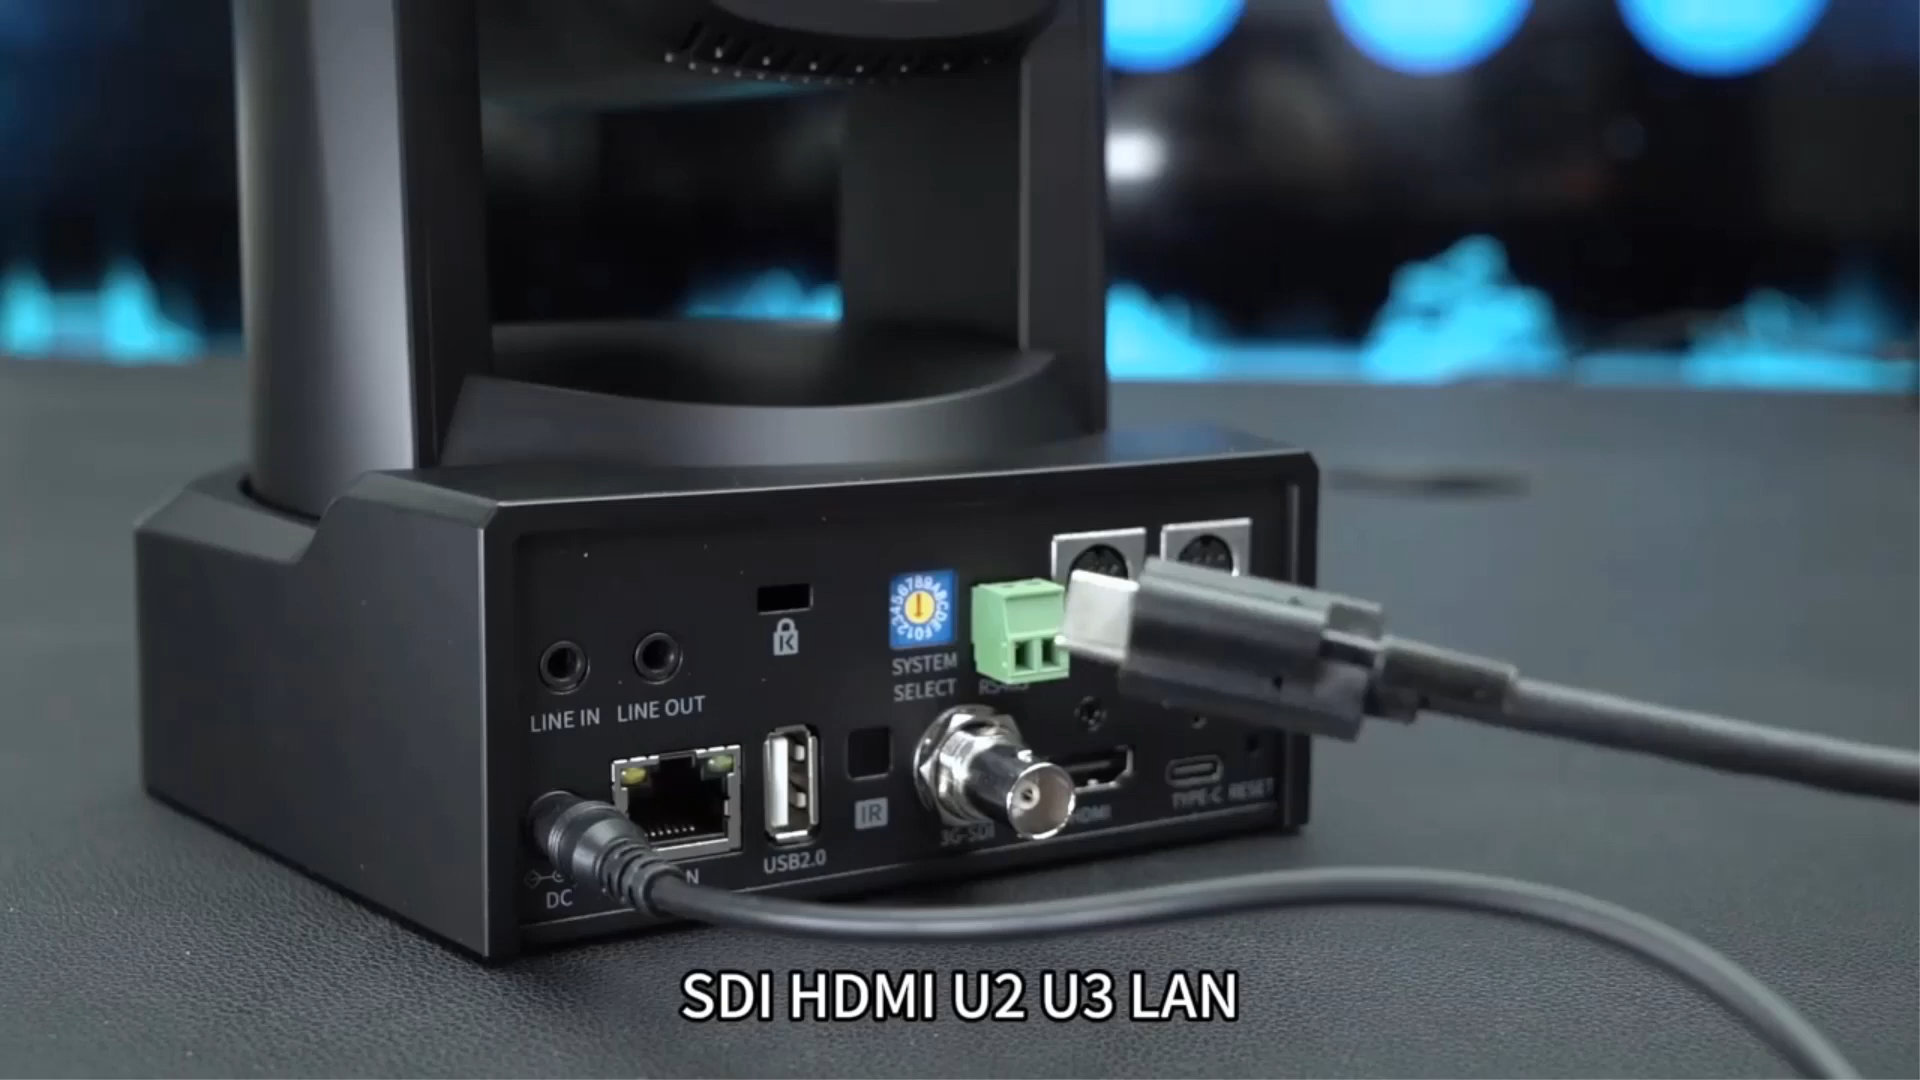 SYSTEM
SELECT
LINE IN
LINE OUT
K
IR
USB2.0
3G-SDI
HDMI
TYPE-C
RESET
DC
SDI HDMI U2 U3 LAN